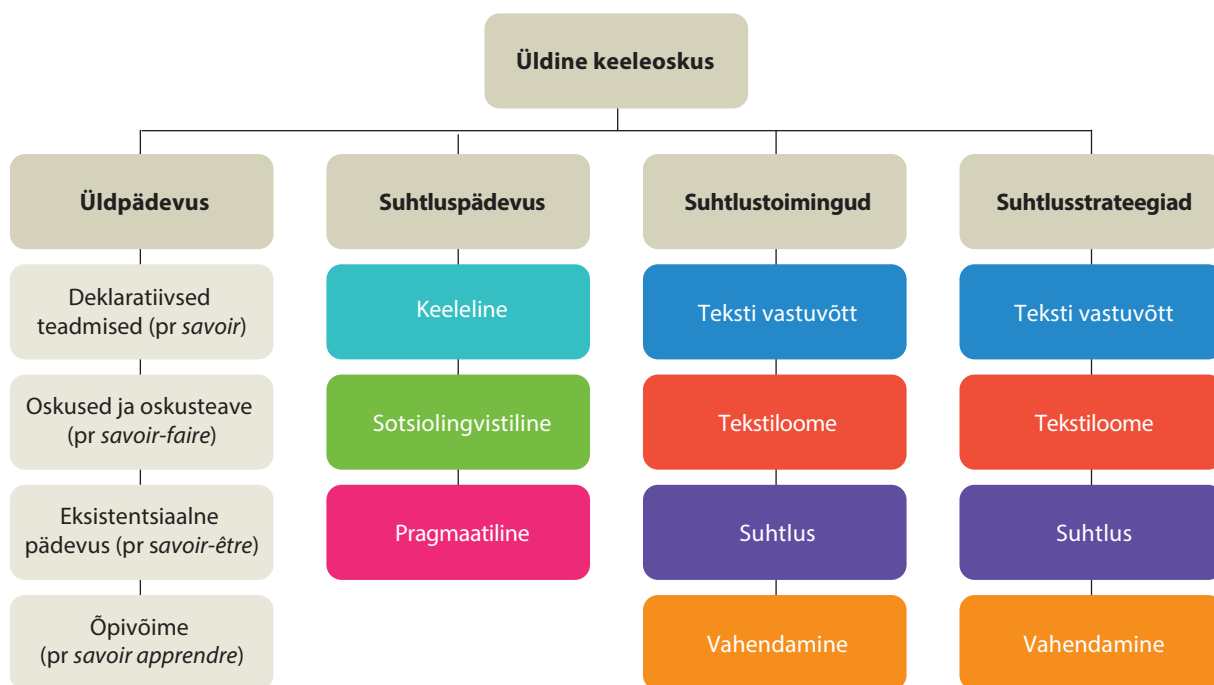 Üldine keeleoskus
Üldpädevus
Suhtluspädevus
Suhtlustoimingud
Suhtlusstrateegiad
Deklaratiivsed
teadmised (pr savoir)
Keeleline
Teksti vastuvõtt
Teksti vastuvõtt
Oskused ja oskusteave
(pr savoir-faire)
Sotsiolingvistiline
Tekstiloome
Tekstiloome
Eksistentsiaalne
pädevus (pr savoir-être)
Pragmaatiline
Suhtlus
Suhtlus
Õpivõime
(pr savoir apprendre)
Vahendamine
Vahendamine